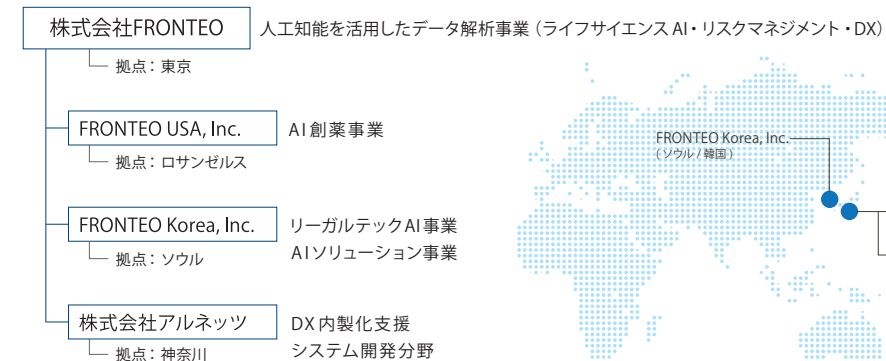 株式会社FRONTEO
人工知能を活用したデータ解析事業（ライフサイエンス AI・リスクマネジメント・DX）
拠点：東京
FRONTEO USA, Inc.
AI創薬事業
拠点：ロサンゼルス
FRONTEO Korea, Inc.
リーガルテックAI事業
AIソリューション事業
拠点：ソウル
株式会社アルネッツ
DX内製化支援
システム開発分野
拠点：神奈川
FRONTEO Korea, Inc.
(ソウル / 韓国 )